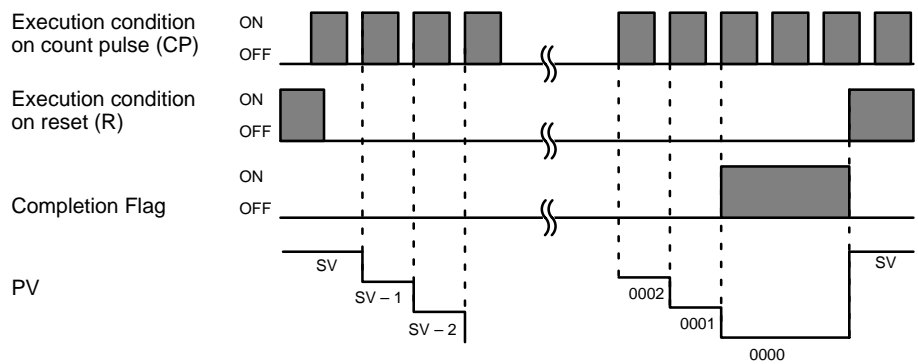 Execution condition
on count pulse (CP)
ON
OFF
Execution condition
on reset (R)
ON
OFF
Completion Flag
ON
OFF
PV
SV
SV – 1
SV – 2
0002
0001
0000
SV